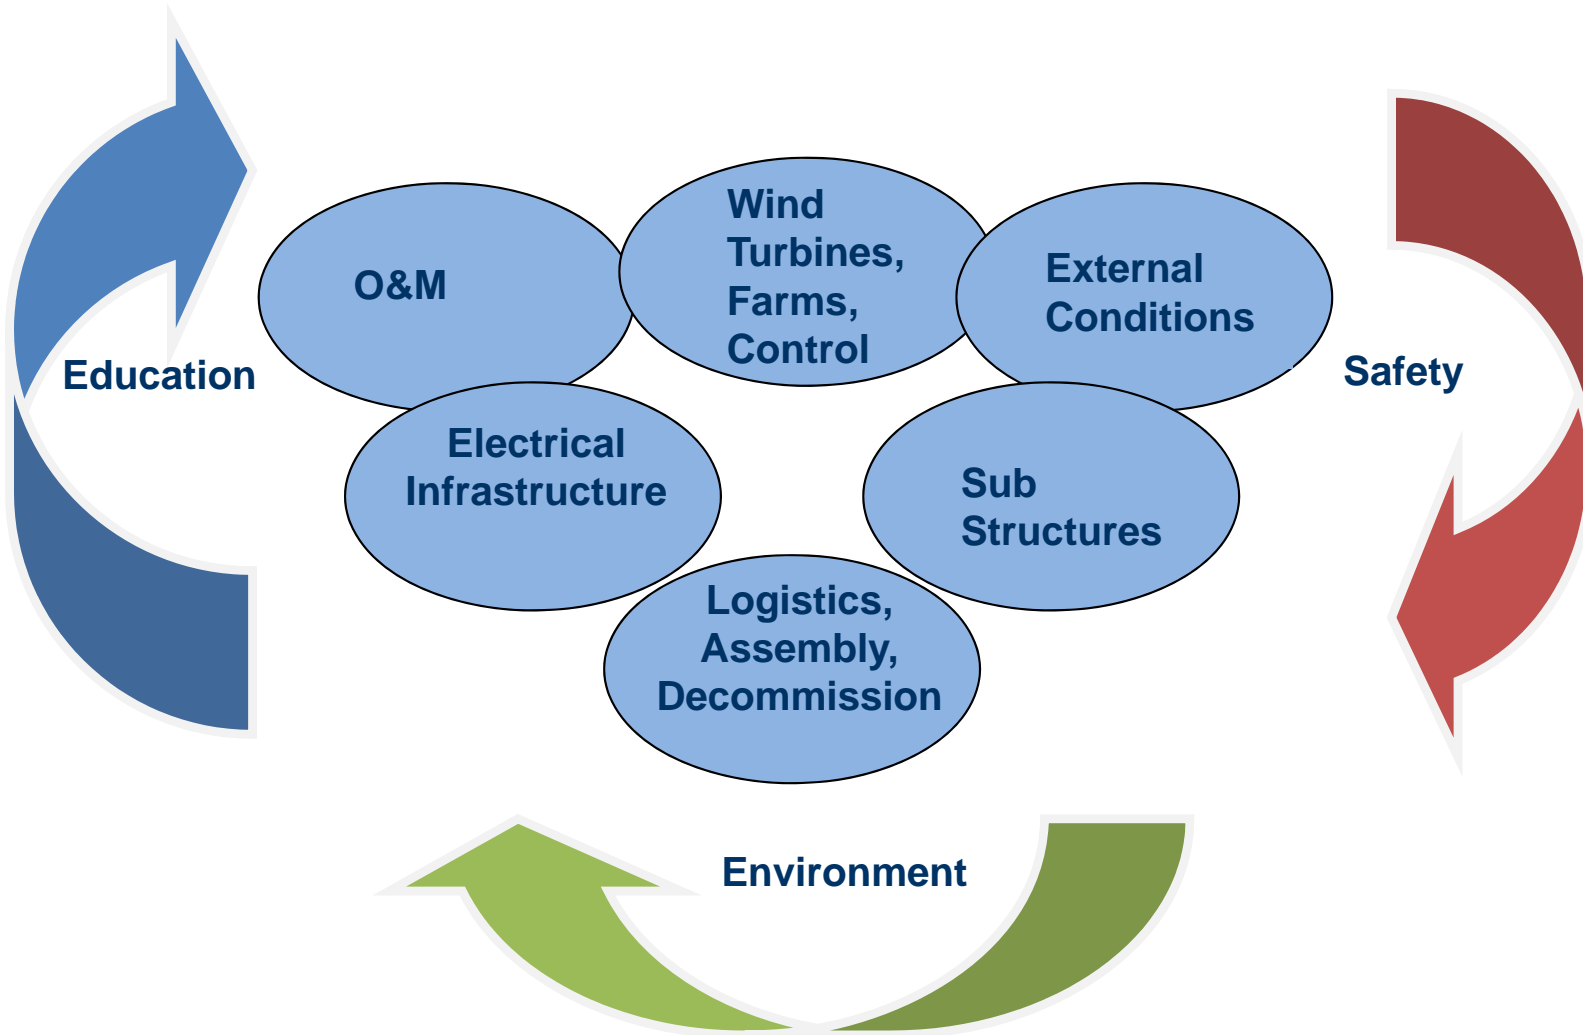 Wind
Turbines,
Farms,
Control
O&M
External
Conditions
Education
Safety
Electrical
Infrastructure
Sub
Structures
Logistics,
Assembly,
Decommission
Environment